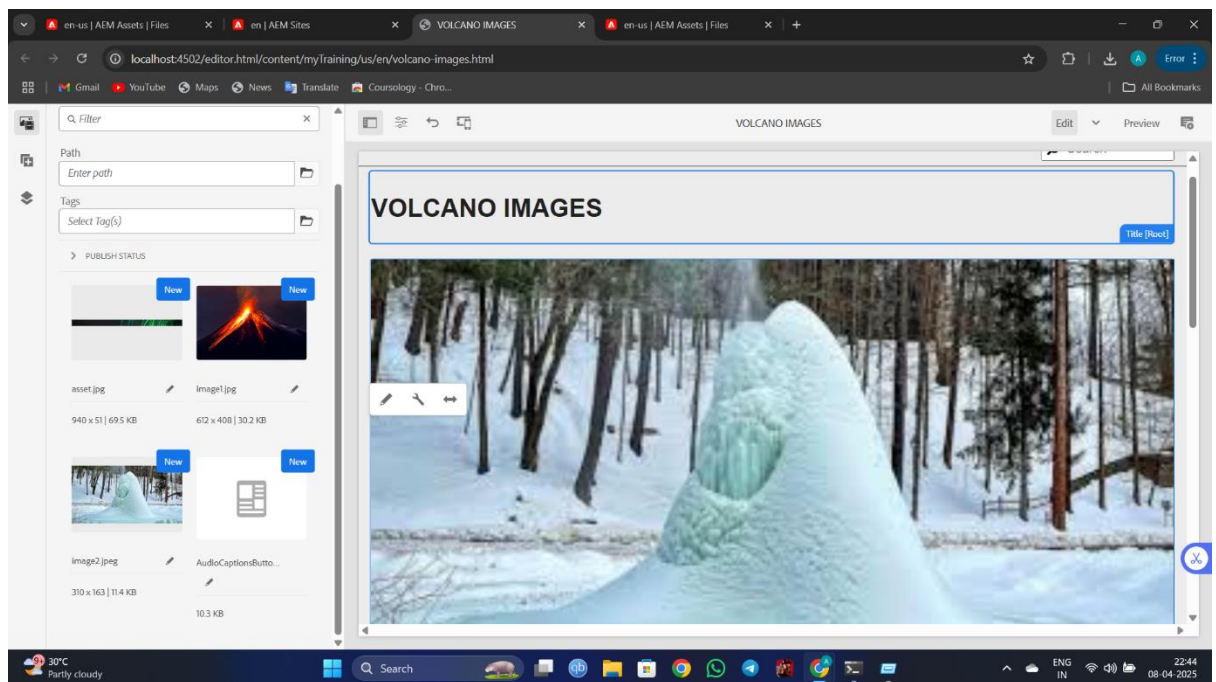 en-us | AEM Assets | Files
en | AEM Sites
VOLCANO IMAGES
en-us | AEM Assets | Files
localhost:4502/editor.html/content/myTraining/us/en/volcano-images.html
A
Error
Gmail
YouTube
Maps
News
Translate
Coursology - Chro...
All Bookmarks
Filter
VOLCANO IMAGES
Edit
Preview
Path
Enter path
Search
Tags
Select Tag(s)
VOLCANO IMAGES
Title [Root]
PUBLISH STATUS
New
New
asset.jpg
Image1.jpg
940 x 51 | 69.5 KB
612 x 408 | 30.2 KB
New
New
image2.jpeg
AudioCaptionsButto...
310 x 163 | 11.4 KB
10.3 KB
9+
30°C
Partly cloudy
Search
qb
ENG
IN
22:44
08-04-2025